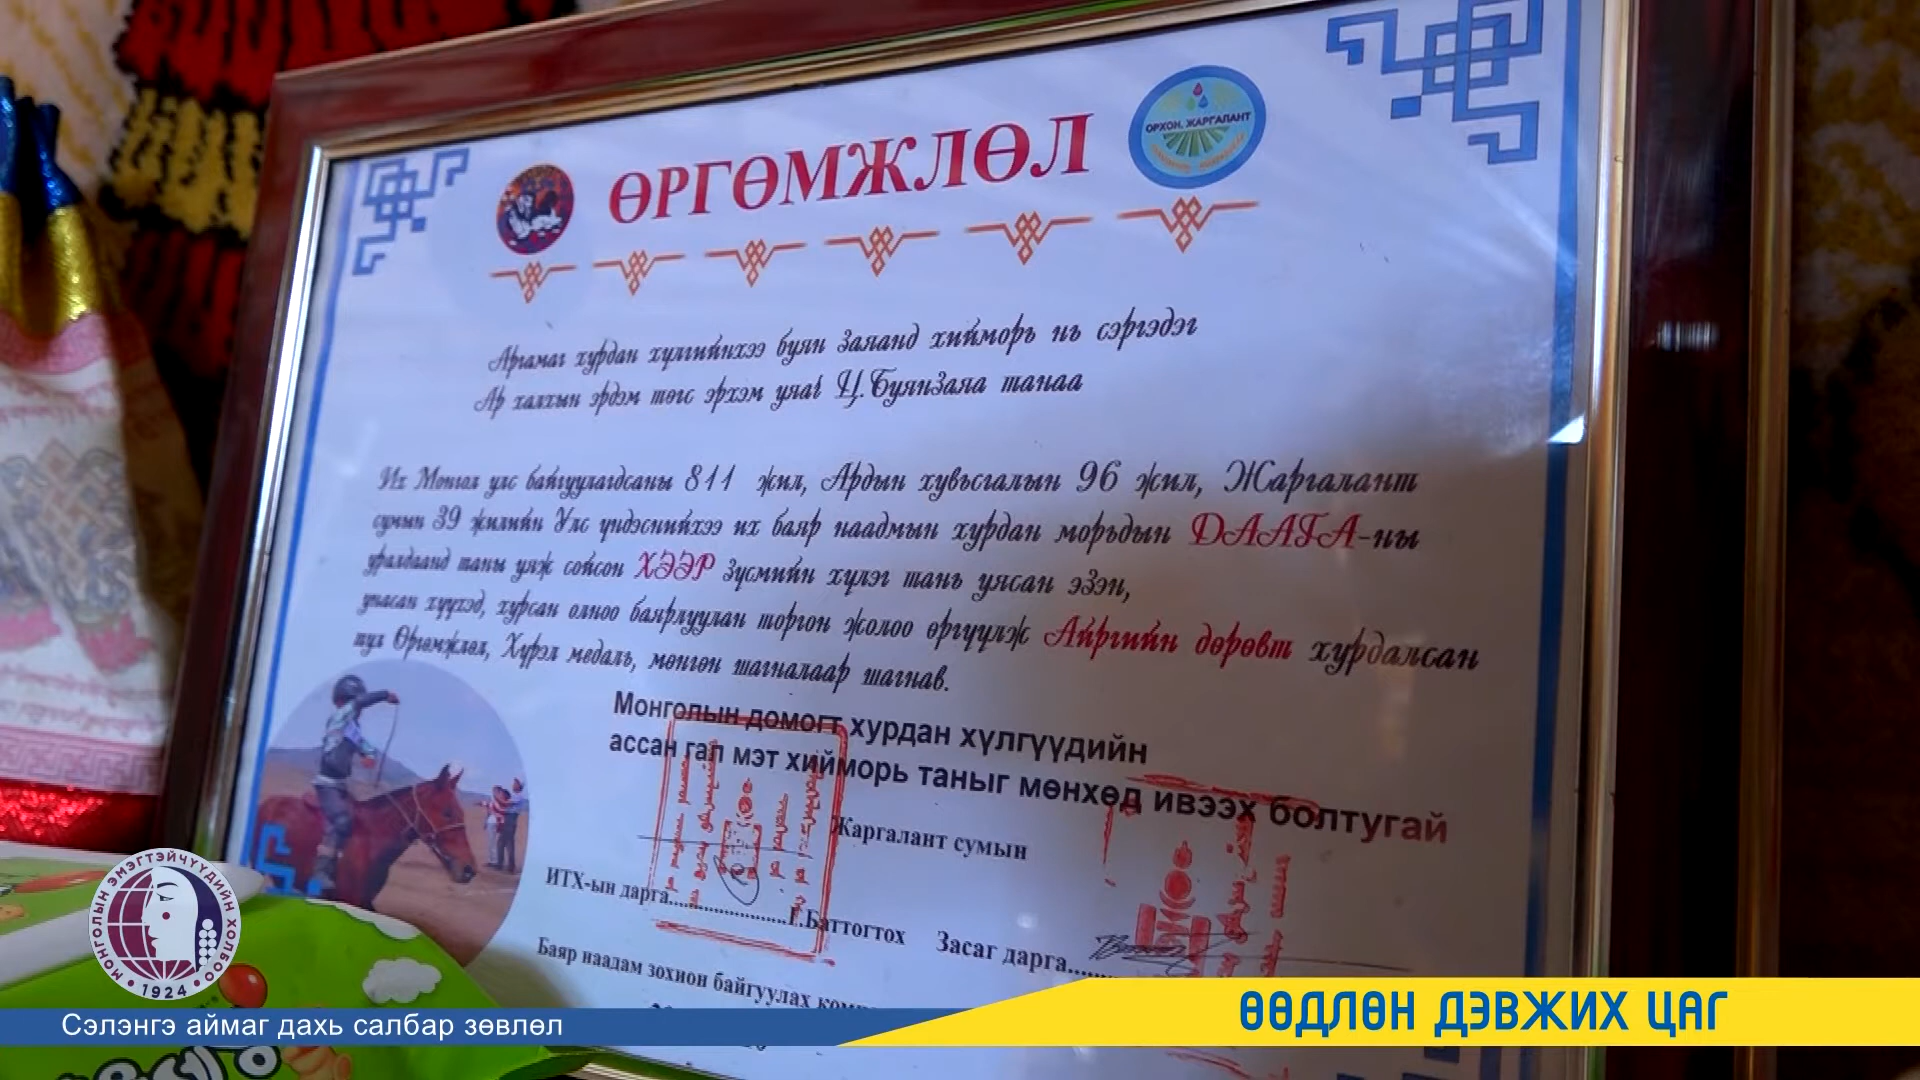 ӨРГӨМЖЛӨЛ
ОРХОН, ЖАРГАЛАНТ
Аргамаг хурдан хүлгийнхээ буян заяанд хийморь нь сэргэдэг
Ар халхын эрдэм төгс эрхэм уяач Ц.Буянзаяа танаа
Их Монгол улс байгуулагдсаны 811 жил, Ардын хувьсгалын 96 жил, Жаргалант
сумын 39 жилийн Улс үндэснийхээ их баяр наадмын хурдан морьдын ДААГА-ны
уралдаанд таны уяж сойсон ХЭЭР зүсмийн хүлэг тань уясан эзэн,
унасан хүүхэд, хурсан олноо баярлуулан торгон жолоо өргүүлж Айргийн дөрөвт хурдалсан
тул Өргөмжлөл, Хүрэл медаль, мөнгөн шагналаар шагнав.
Монголын домогт хурдан хүлгүүдийн
ассан гал мэт хийморь таныг мөнхөд ивээх болтугай
Жаргалант сумын
ИТХ-ын дарга......................Г.Баттогтох Засаг дарга......
Баяр наадам зохион байгуулах
МОНГОЛЫН ЭМЭГТЭЙЧҮҮДИЙН ХОЛБОО
1924
Сэлэнгэ аймаг дахь салбар зөвлөл
ӨӨДЛӨН ДЭВЖИХ ЦАГ